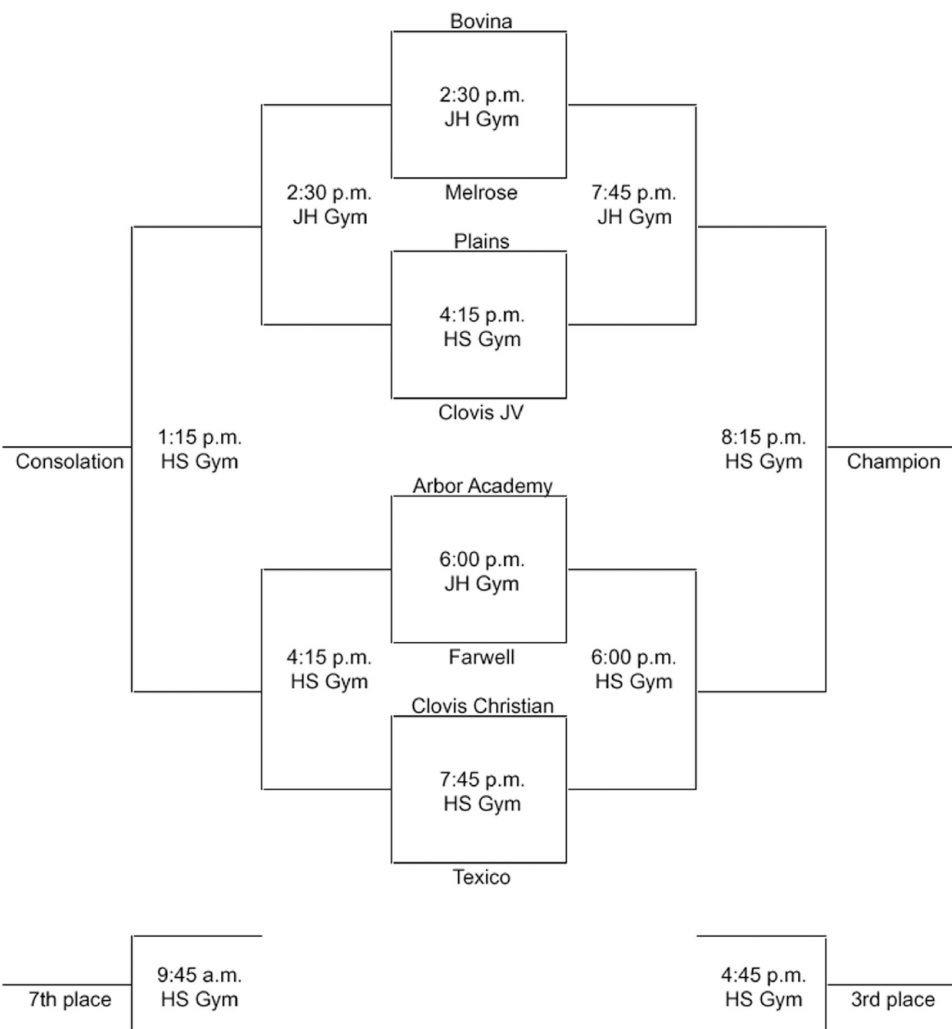 Bovina
2:30 p.m.
JH Gym
2:30 p.m.
JH Gym
Melrose
7:45 p.m.
JH Gym
Plains
4:15 p.m.
HS Gym
Clovis JV
1:15 p.m.
HS Gym
Consolation
8:15 p.m.
HS Gym
Champion
Arbor Academy
6:00 p.m.
JH Gym
4:15 p.m.
HS Gym
Farwell
6:00 p.m.
HS Gym
Clovis Christian
7:45 p.m.
HS Gym
Texico
9:45 a.m.
HS Gym
7th place
4:45 p.m.
HS Gym
3rd place